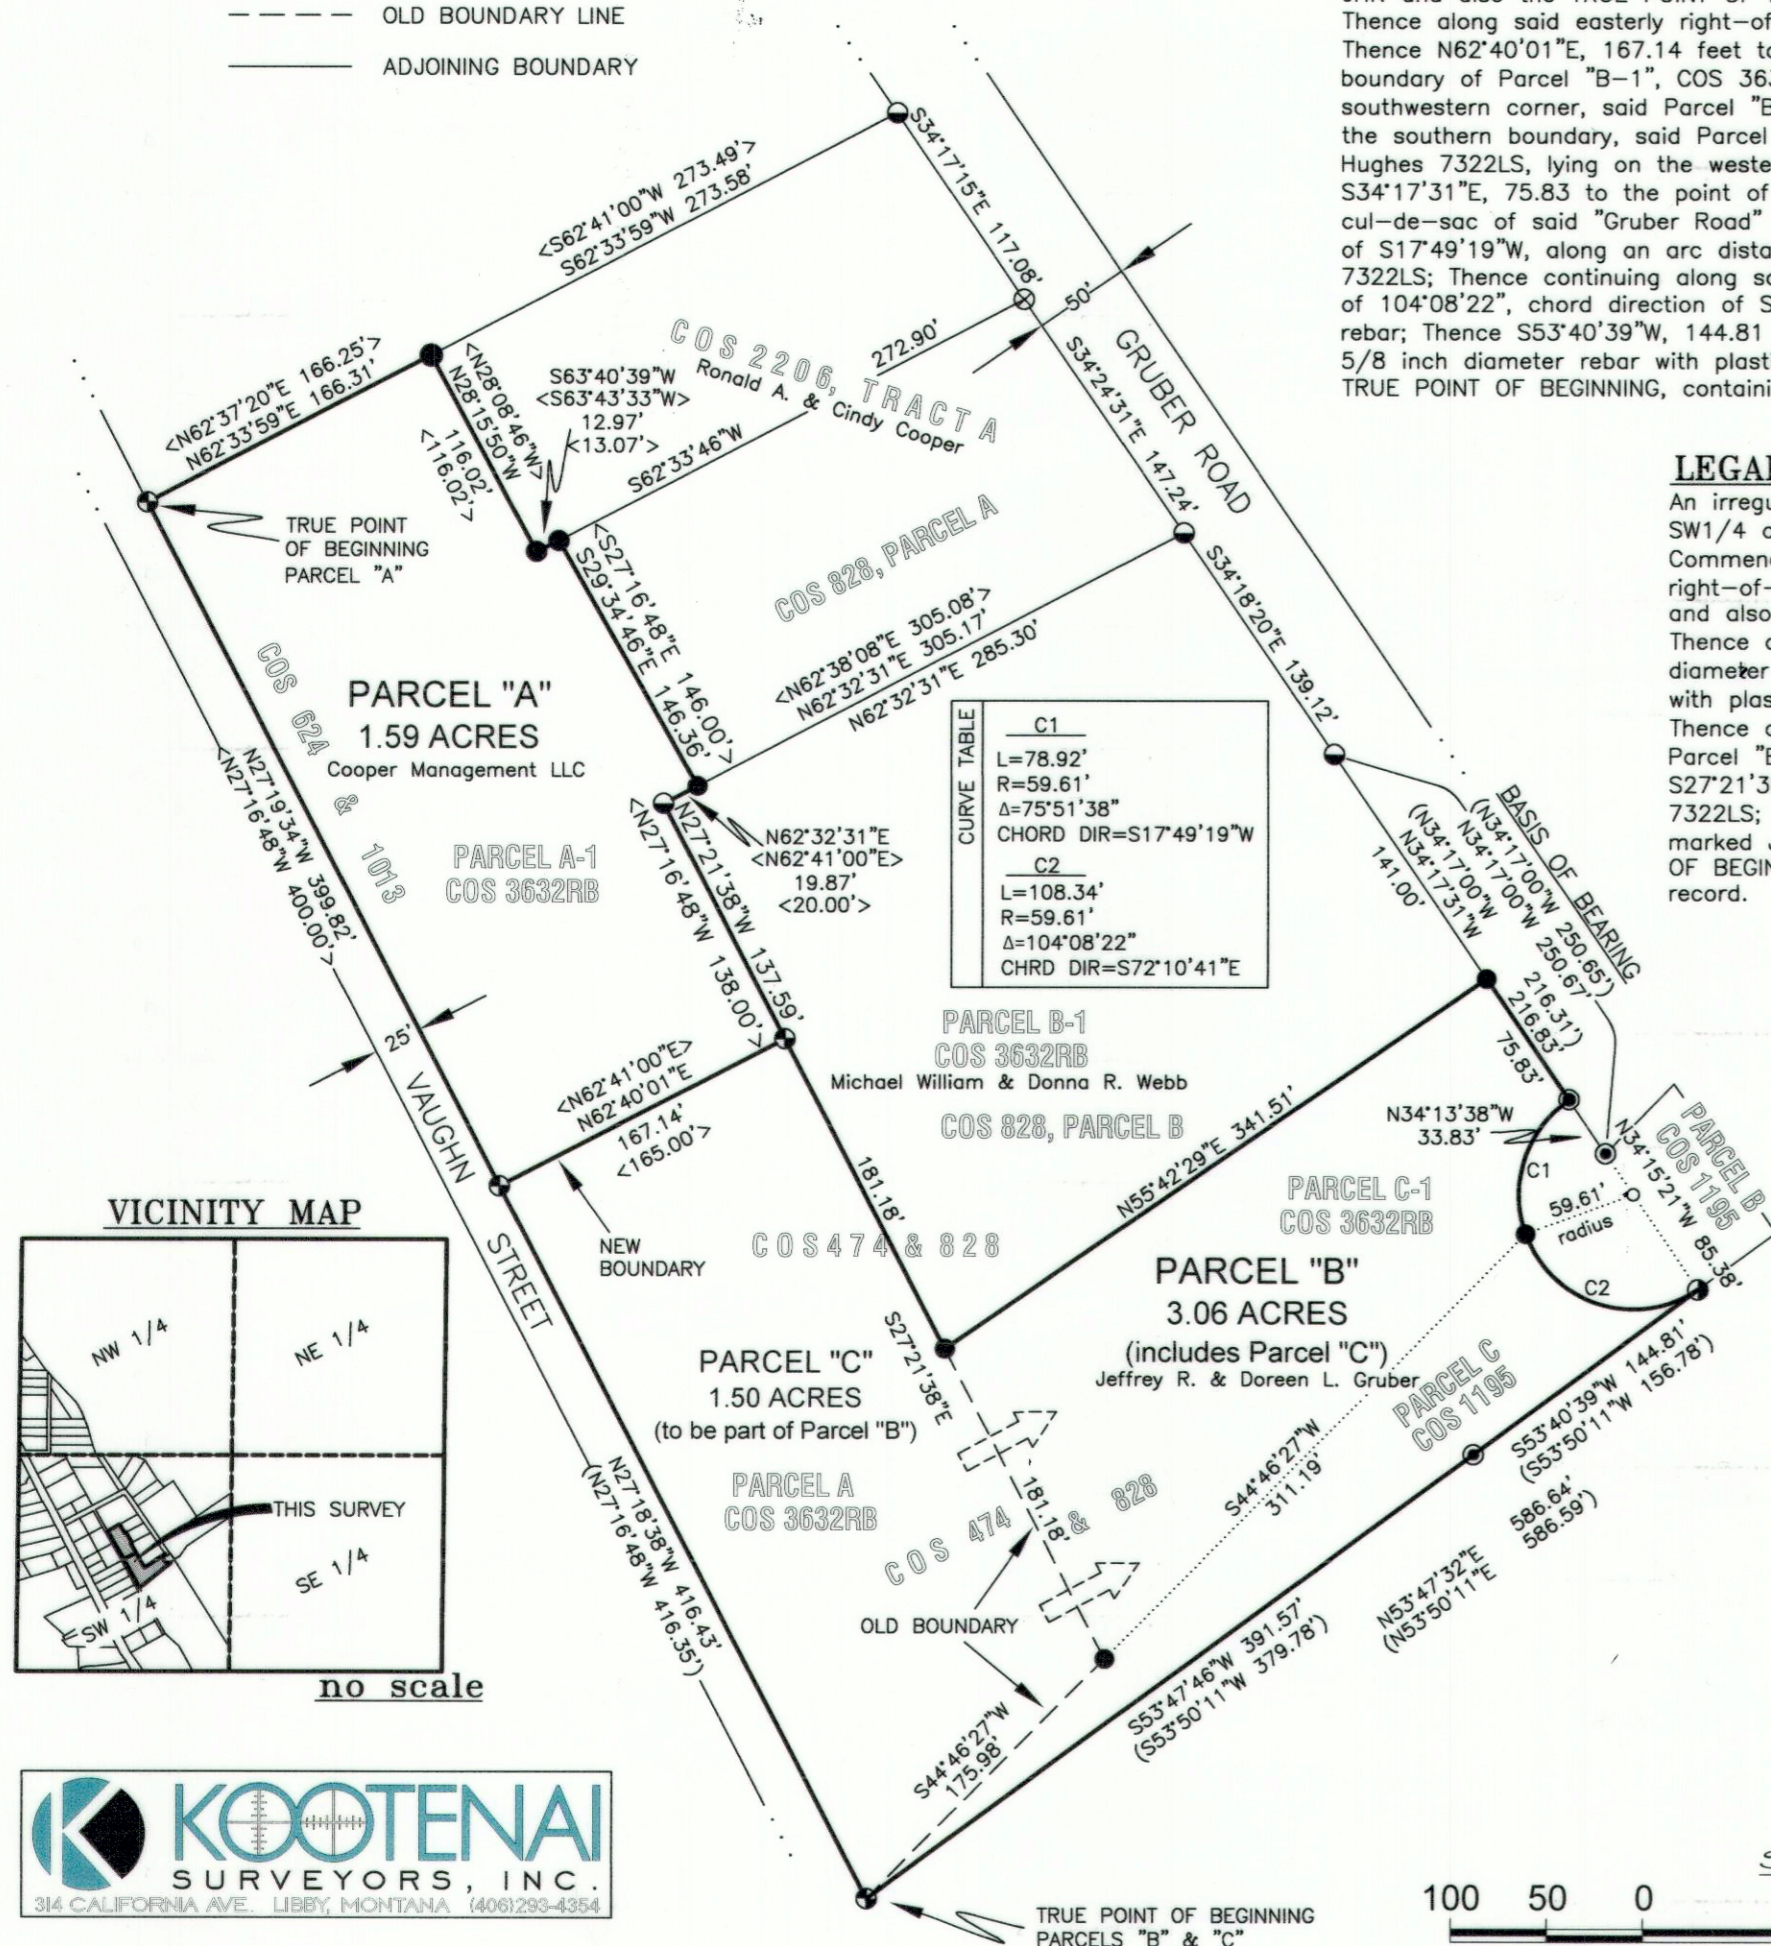 OLD BOUNDARY LINE
ADJOINING BOUNDARY
Thence along said easterly right-of
Thence N62°40'01"E, 167.14 feet to
boundary of Parcel "B-1", COS 363
southwestern corner, said Parcel "B
the southern boundary, said Parcel
Hughes 7322LS, lying on the weste
S34°17'31"E, 75.83 to the point of
cul-de-sac of said "Gruber Road"
of S17°49'19"W, along an arc dista
7322LS; Thence continuing along sa
of 104°08'22", chord direction of S
rebar; Thence S53°40'39"W, 144.81
5/8 inch diameter rebar with plasti
TRUE POINT OF BEGINNING, containi
LEGAL
An irregu
SW1/4 o
Commenc
right-of-
and also
Thence a
diameter
with plas
Thence a
Parcel "B
S27°21'3
7322LS;
marked J
OF BEGIN
record.
S34°17'15"E 117.08'
<S62°41'00"W 273.49'>
S62°33'59"W 273.58'
50'
GRUBER ROAD
<N62°37'20"E 166.25'>
N62°33'59"E 166.31'
<N28°08'46"W>
N28°15'50"W
116.02'
<116.02'>
S63°40'39"W
<S63°43'33"W>
12.97'
<13.07'>
COS 2206, TRACT A
Ronald A. & Cindy Cooper
272.90'
S62°33'46"W
S34°24'31"E 147.24'
TRUE POINT
OF BEGINNING
PARCEL "A"
<S27°16'48"E 146.00'>
S29°34'46"E 146.36'
COS 828, PARCEL A
<N62°38'08"E 305.08'>
N62°32'31"E 305.17'
N62°32'31"E 285.30'
S34°18'20"E 139.12'
COS 624 & 1013
PARCEL "A"
1.59 ACRES
Cooper Management LLC
N27°19'34"W 399.82'
<N27°16'48"W 400.00'>
PARCEL A-1
COS 3632RB
N62°32'31"E
<N62°41'00"E>
19.87'
<20.00'>
N27°21'38"W 137.59'
<N27°16'48"W 138.00'>
CURVE TABLE
C1
L=78.92'
R=59.61'
Δ=75°51'38"
CHORD DIR=S17°49'19"W
C2
L=108.34'
R=59.61'
Δ=104°08'22"
CHRD DIR=S72°10'41"E
BASIS OF BEARING
(N34°17'00"W 250.65')
N34°17'00"W 250.67'
(N34°17'00"W 216.31')
N34°17'31"W 216.83'
141.00'
75.83'
N34°13'38"W
33.83'
N34°15'21"W 85.38'
PARCEL B
COS 1195
C1
59.61'
radius
C2
25'
VAUGHN
STREET
<N62°41'00"E>
N62°40'01"E
167.14'
<165.00'>
NEW
BOUNDARY
PARCEL B-1
COS 3632RB
Michael William & Donna R. Webb
COS 828, PARCEL B
181.18'
N55°42'29"E 341.51'
COS 474 & 828
PARCEL C-1
COS 3632RB
PARCEL "B"
3.06 ACRES
(includes Parcel "C")
Jeffrey R. & Doreen L. Gruber
PARCEL C
COS 1195
S53°40'39"W 144.81'
(S53°50'11"W 156.78')
PARCEL "C"
1.50 ACRES
(to be part of Parcel "B")
PARCEL A
COS 3632RB
S27°21'38"E
181.18'
COS 474 & 828
S44°46'27"W
311.19'
N53°47'32"E 586.64'
(N53°50'11"E 586.59')
S53°47'46"W 391.57'
(S53°50'11"W 379.78')
N27°18'38"W 416.43'
(N27°16'48"W 416.35')
OLD BOUNDARY
S44°46'27"W
175.98'
VICINITY MAP
NW 1/4
NE 1/4
THIS SURVEY
SW 1/4
SE 1/4
no scale
KOOTENAI
SURVEYORS, INC.
314 CALIFORNIA AVE. LIBBY, MONTANA (406)293-4354
TRUE POINT OF BEGINNING
PARCELS "B" & "C"
100 50 0